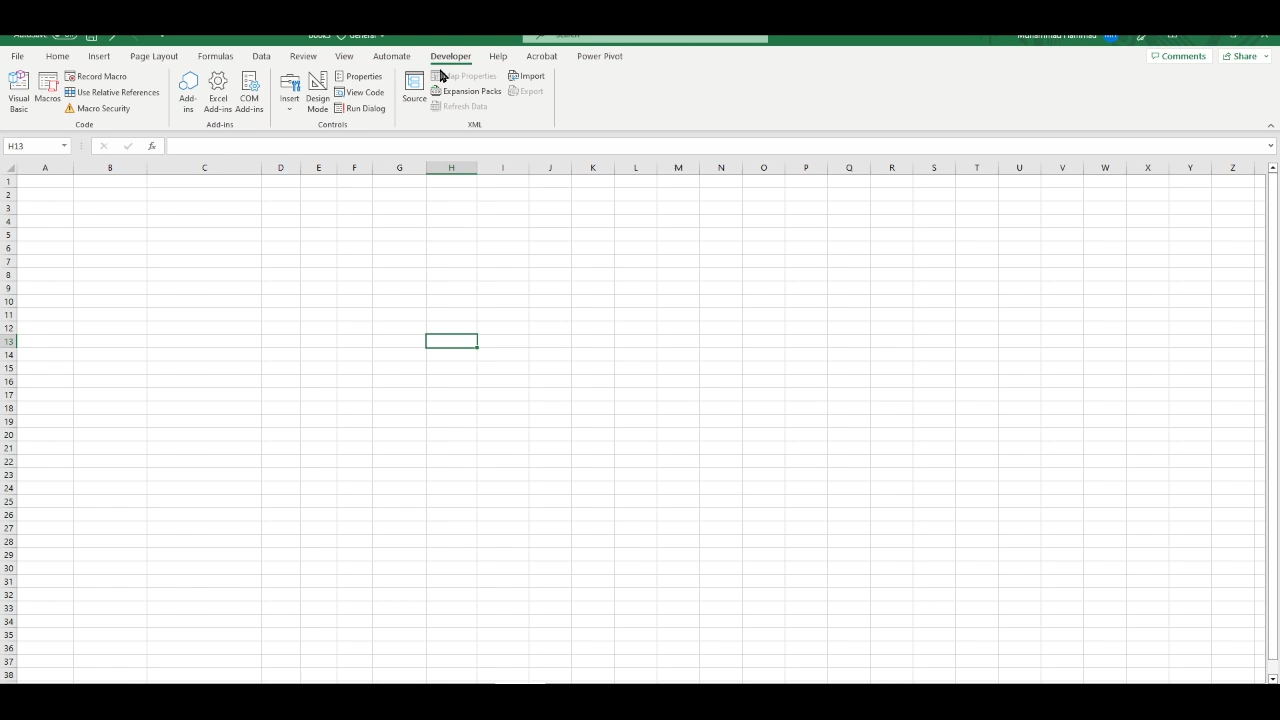 General
File Home Insert Page Layout Formulas Data Review View Automate Developer Help Acrobat Power Pivot Comments Share
Visual Basic
Macros
Record Macro
Use Relative References
Macro Security
Code
Add-ins
Excel Add-ins
COM Add-ins
Add-ins
Insert
Design Mode
Properties
View Code
Run Dialog
Controls
Source
Properties
Expansion Packs
Refresh Data
Import
Export
XML
H13 fx
A B C D E F G H I J K L M N O P Q R S T U V W X Y Z
1
2
3
4
5
6
7
8
9
10
11
12
13
14
15
16
17
18
19
20
21
22
23
24
25
26
27
28
29
30
31
32
33
34
35
36
37
38